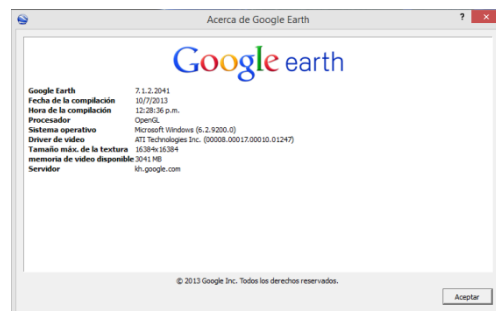 Acerca de Google Earth
? ×
Google earth
Google Earth 7.1.2.2041
Fecha de la compilación 10/7/2013
Hora de la compilación 12:28:36 p.m.
Procesador OpenGL
Sistema operativo Microsoft Windows (6.2.9200.0)
Driver de video ATI Technologies Inc. (00008.00017.00010.01247)
Tamaño máx. de la textura 16384x16384
memoria de video disponible 3041 MB
Servidor kh.google.com
© 2013 Google Inc. Todos los derechos reservados.
Aceptar